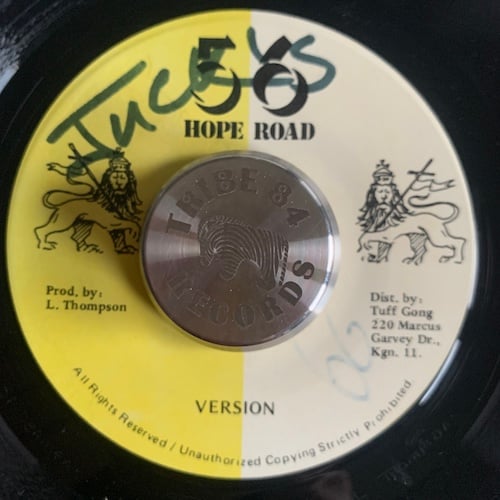 56
HOPE ROAD
TRIBE 84
RECORDS
Prod. by:
L. Thompson
Dist. by:
Tuff Gong
220 Marcus
Garvey Dr.,
Kgn. 11.
66
VERSION
All Rights Reserved / Unauthorized Copying Strictly Prohibited.